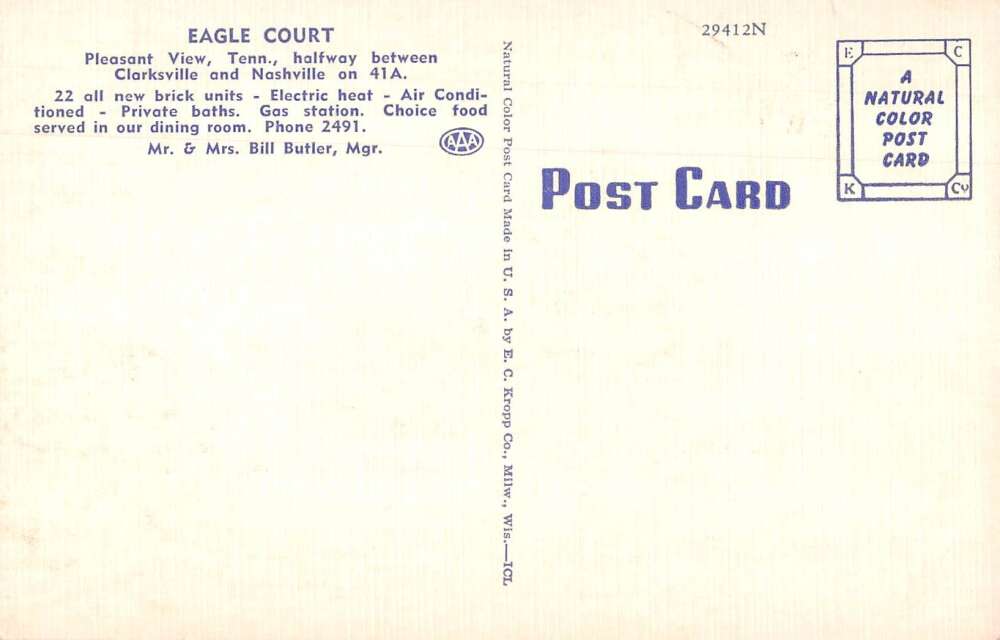 EAGLE COURT
Pleasant View, Tenn., halfway between
Clarksville and Nashville on 41A.
22 all new brick units - Electric heat - Air Condi-
tioned - Private baths. Gas station. Choice food
served in our dining room. Phone 2491.
Mr. & Mrs. Bill Butler, Mgr.
AAA
Natural Color Post Card Made in U. S. A. by E. C. Kropp Co., Milw., Wis.—ICL
29412N
POST CARD
E C
A
NATURAL
COLOR
POST
CARD
K Co